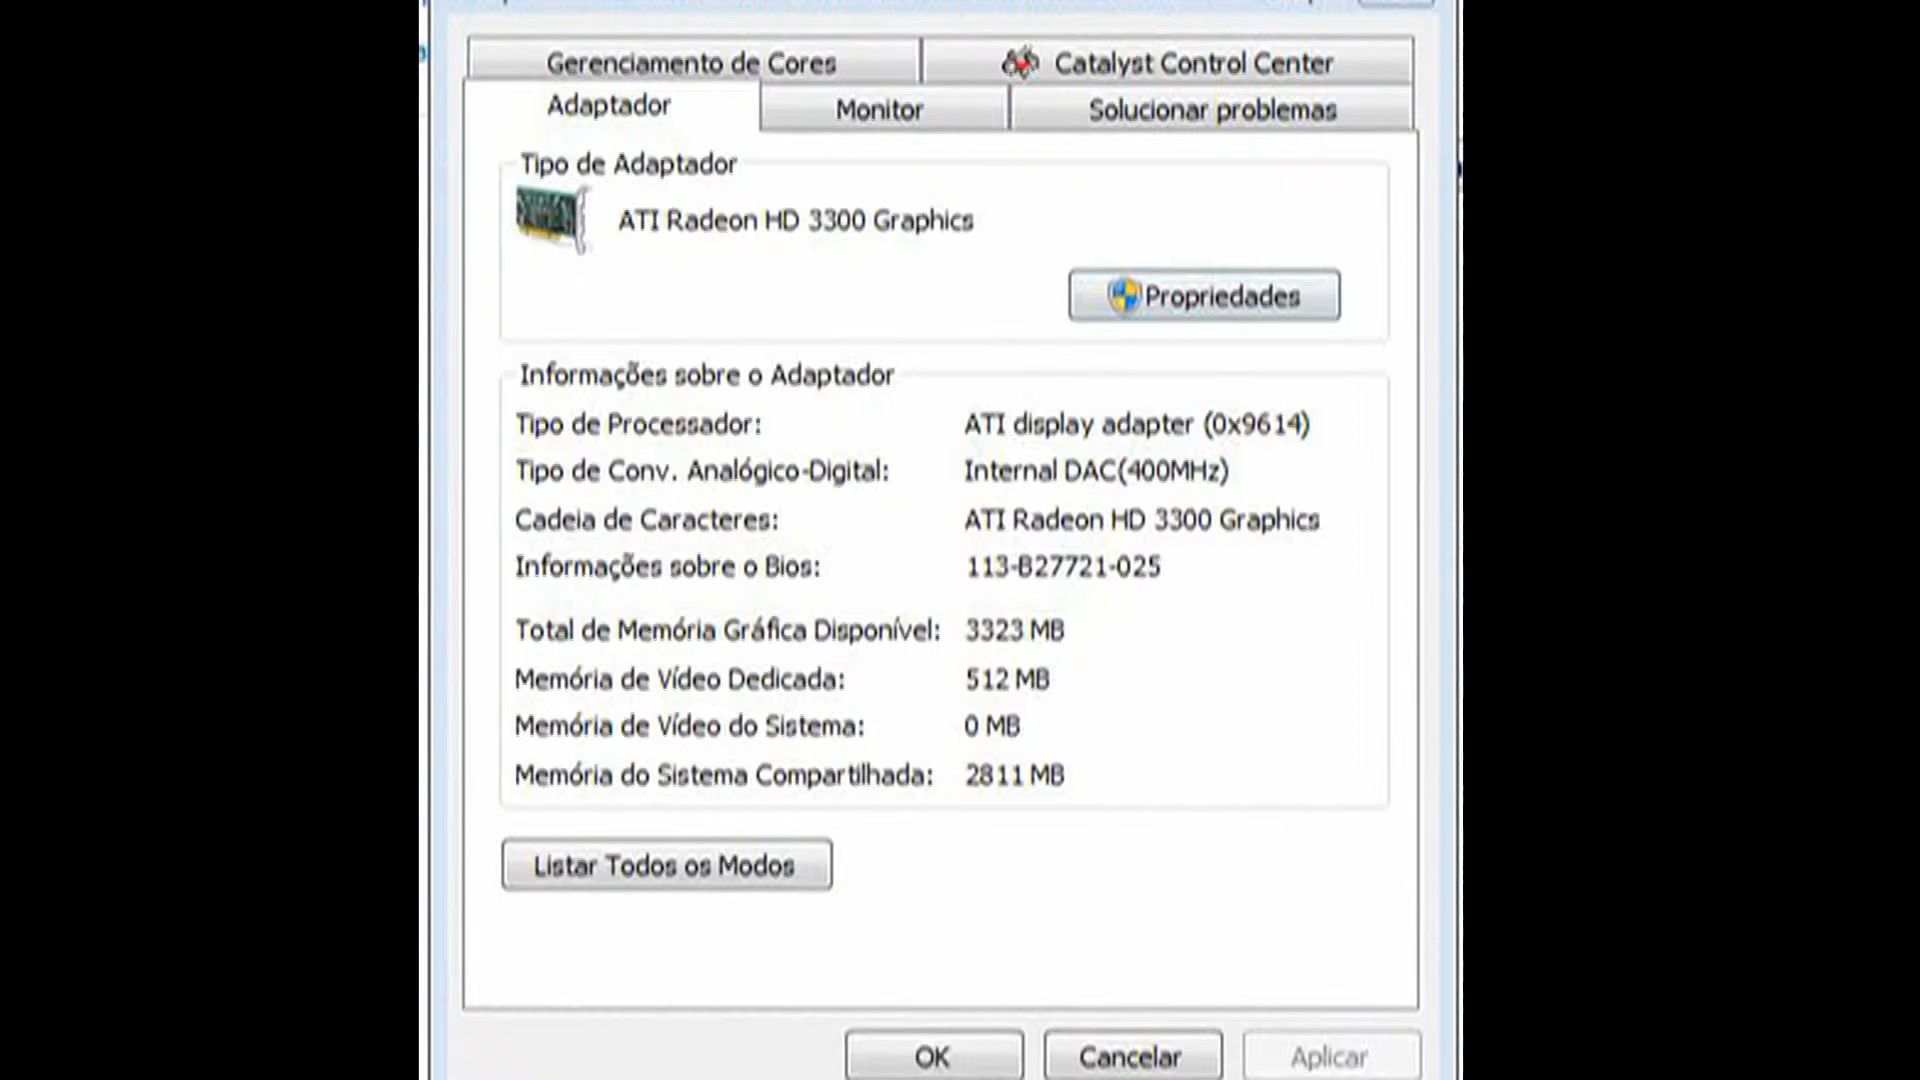 Gerenciamento de Cores
Catalyst Control Center
Adaptador
Monitor
Solucionar problemas
Tipo de Adaptador
ATI Radeon HD 3300 Graphics
Propriedades
Informações sobre o Adaptador
Tipo de Processador: ATI display adapter (0x9614)
Tipo de Conv. Analógico-Digital: Internal DAC(400MHz)
Cadeia de Caracteres: ATI Radeon HD 3300 Graphics
Informações sobre o Bios: 113-B27721-025
Total de Memória Gráfica Disponível: 3323 MB
Memória de Vídeo Dedicada: 512 MB
Memória de Vídeo do Sistema: 0 MB
Memória do Sistema Compartilhada: 2811 MB
Listar Todos os Modos
OK
Cancelar
Aplicar